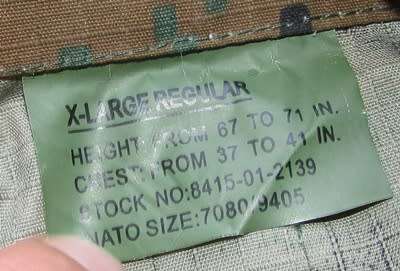 X-LARGE REGULAR
HEIGHT FROM 67 TO 71 IN.
CHEST FROM 37 TO 41 IN.
STOCK NO:8415-01-2139
NATO SIZE:7080/9405